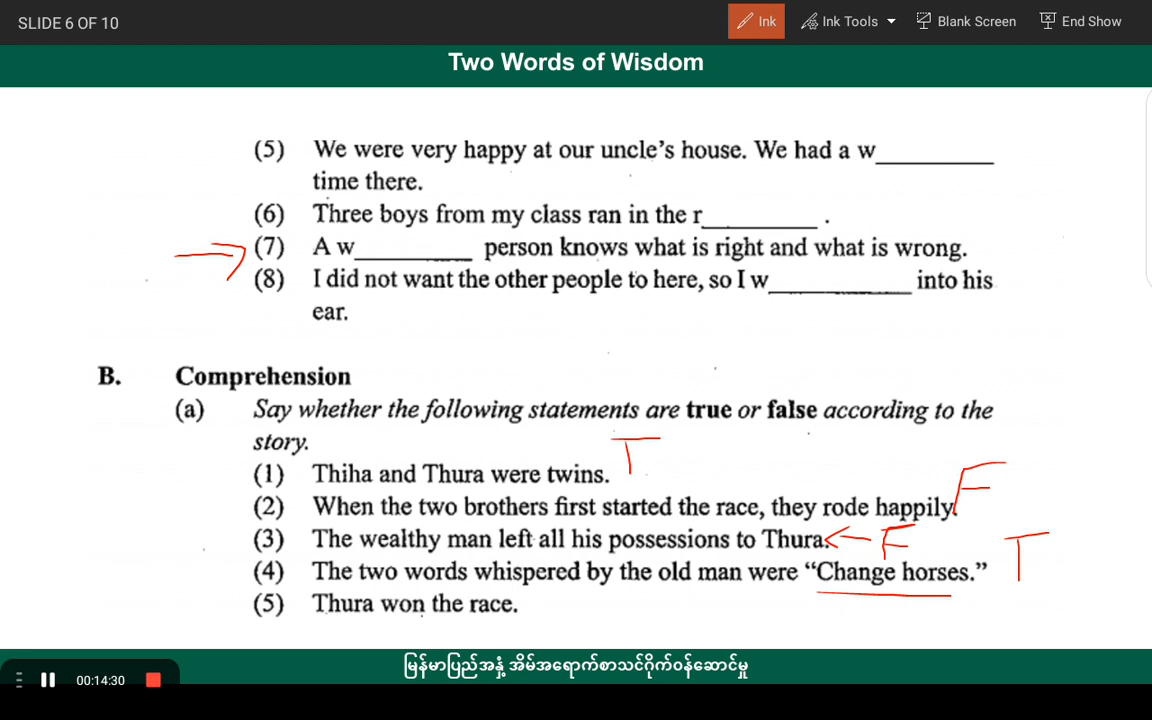 SLIDE 6 OF 10 Ink Ink Tools Blank Screen End Show
Two Words of Wisdom
(5) We were very happy at our uncle's house. We had a w__________
time there.
(6) Three boys from my class ran in the r__________ .
(7) A w__________ person knows what is right and what is wrong.
(8) I did not want the other people to here, so I w____________ into his
ear.
B. Comprehension
(a) Say whether the following statements are true or false according to the
story.
(1) Thiha and Thura were twins. T
(2) When the two brothers first started the race, they rode happily. F
(3) The wealthy man left all his possessions to Thura. F
(4) The two words whispered by the old man were “Change horses.” T
(5) Thura won the race.
မြန်မာပြည်အနှံ့ အိမ်အရောက်စာသင်ဝိုက်ဝန်ဆောင်မှု
00:14:30